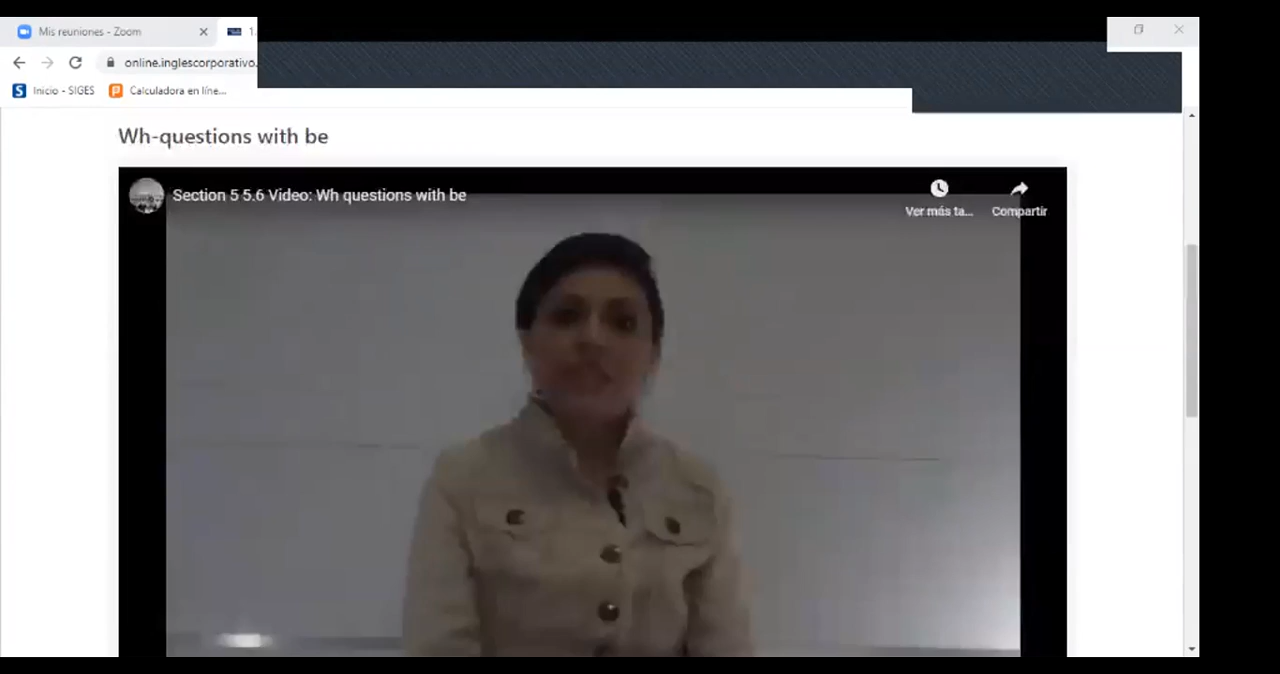 Mis reuniones - Zoom
1.
online.inglescorporativo.
Inicio - SIGES
Calculadora en líne...
Wh-questions with be
Section 5 5.6 Video: Wh questions with be
Ver más ta...
Compartir